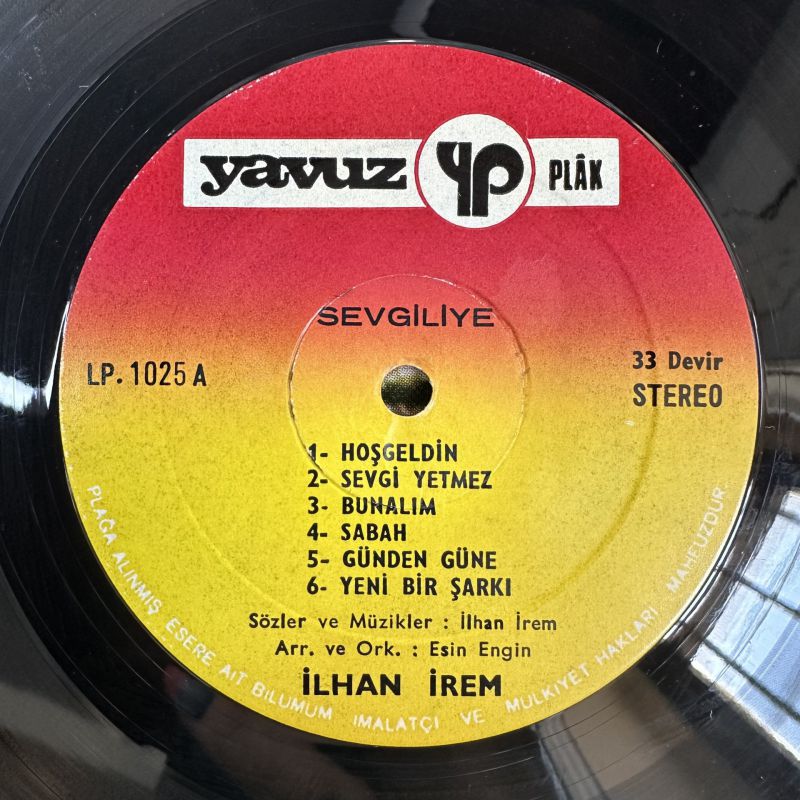 yavuz yp PLÂK
SEVGİLİYE
LP. 1025 A
33 Devir
STEREO
1- HOŞGELDİN
2- SEVGİ YETMEZ
3- BUNALIM
4- SABAH
5- GÜNDEN GÜNE
6- YENİ BİR ŞARKI
Sözler ve Müzikler : İlhan İrem
Arr. ve Ork. : Esin Engin
İLHAN İREM
PLAĞA ALINMIŞ ESERE AİT BİLUMUM İMALATÇI VE MÜLKİYET HAKLARI MAHFUZDUR